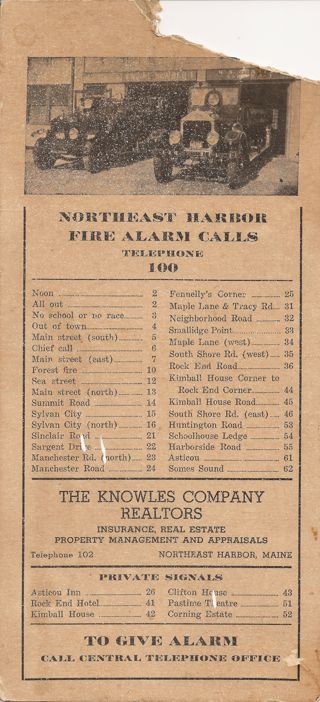 NORTHEAST HARBOR
FIRE ALARM CALLS
TELEPHONE
100
Noon 2
All out 2
No school or no race 3
Out of town 4
Main street (south) 5
Chief call 6
Main street (east) 7
Forest fire 10
Sea street 12
Main street (north) 13
Summit Road 14
Sylvan City 15
Sylvan City (north) 16
Sinclair Road 21
Sargent Drive 22
Manchester Rd. (north) 23
Manchester Road 24
Fennelly's Corner 25
Maple Lane & Tracy Rd. 31
Neighborhood Road 32
Smallidge Point 33
Maple Lane (west) 34
South Shore Rd. (west) 35
Rock End Road 36
Kimball House Corner to
Rock End Corner 44
Kimball House Road 45
South Shore Rd. (east) 46
Huntington Road 53
Schoolhouse Ledge 54
Harborside Road 55
Asticou 61
Somes Sound 62
THE KNOWLES COMPANY
REALTORS
INSURANCE, REAL ESTATE
PROPERTY MANAGEMENT AND APPRAISALS
Telephone 102 NORTHEAST HARBOR, MAINE
PRIVATE SIGNALS
Asticou Inn 26
Rock End Hotel 41
Kimball House 42
Clifton House 43
Pastime Theatre 51
Corning Estate 52
TO GIVE ALARM
CALL CENTRAL TELEPHONE OFFICE